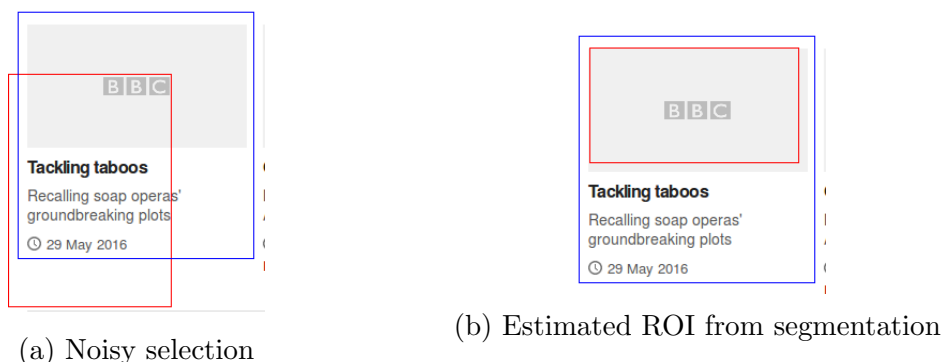 BBC
Tackling taboos
Recalling soap operas'
groundbreaking plots
29 May 2016
(a) Noisy selection
BBC
Tackling taboos
Recalling soap operas'
groundbreaking plots
29 May 2016
(b) Estimated ROI from segmentation